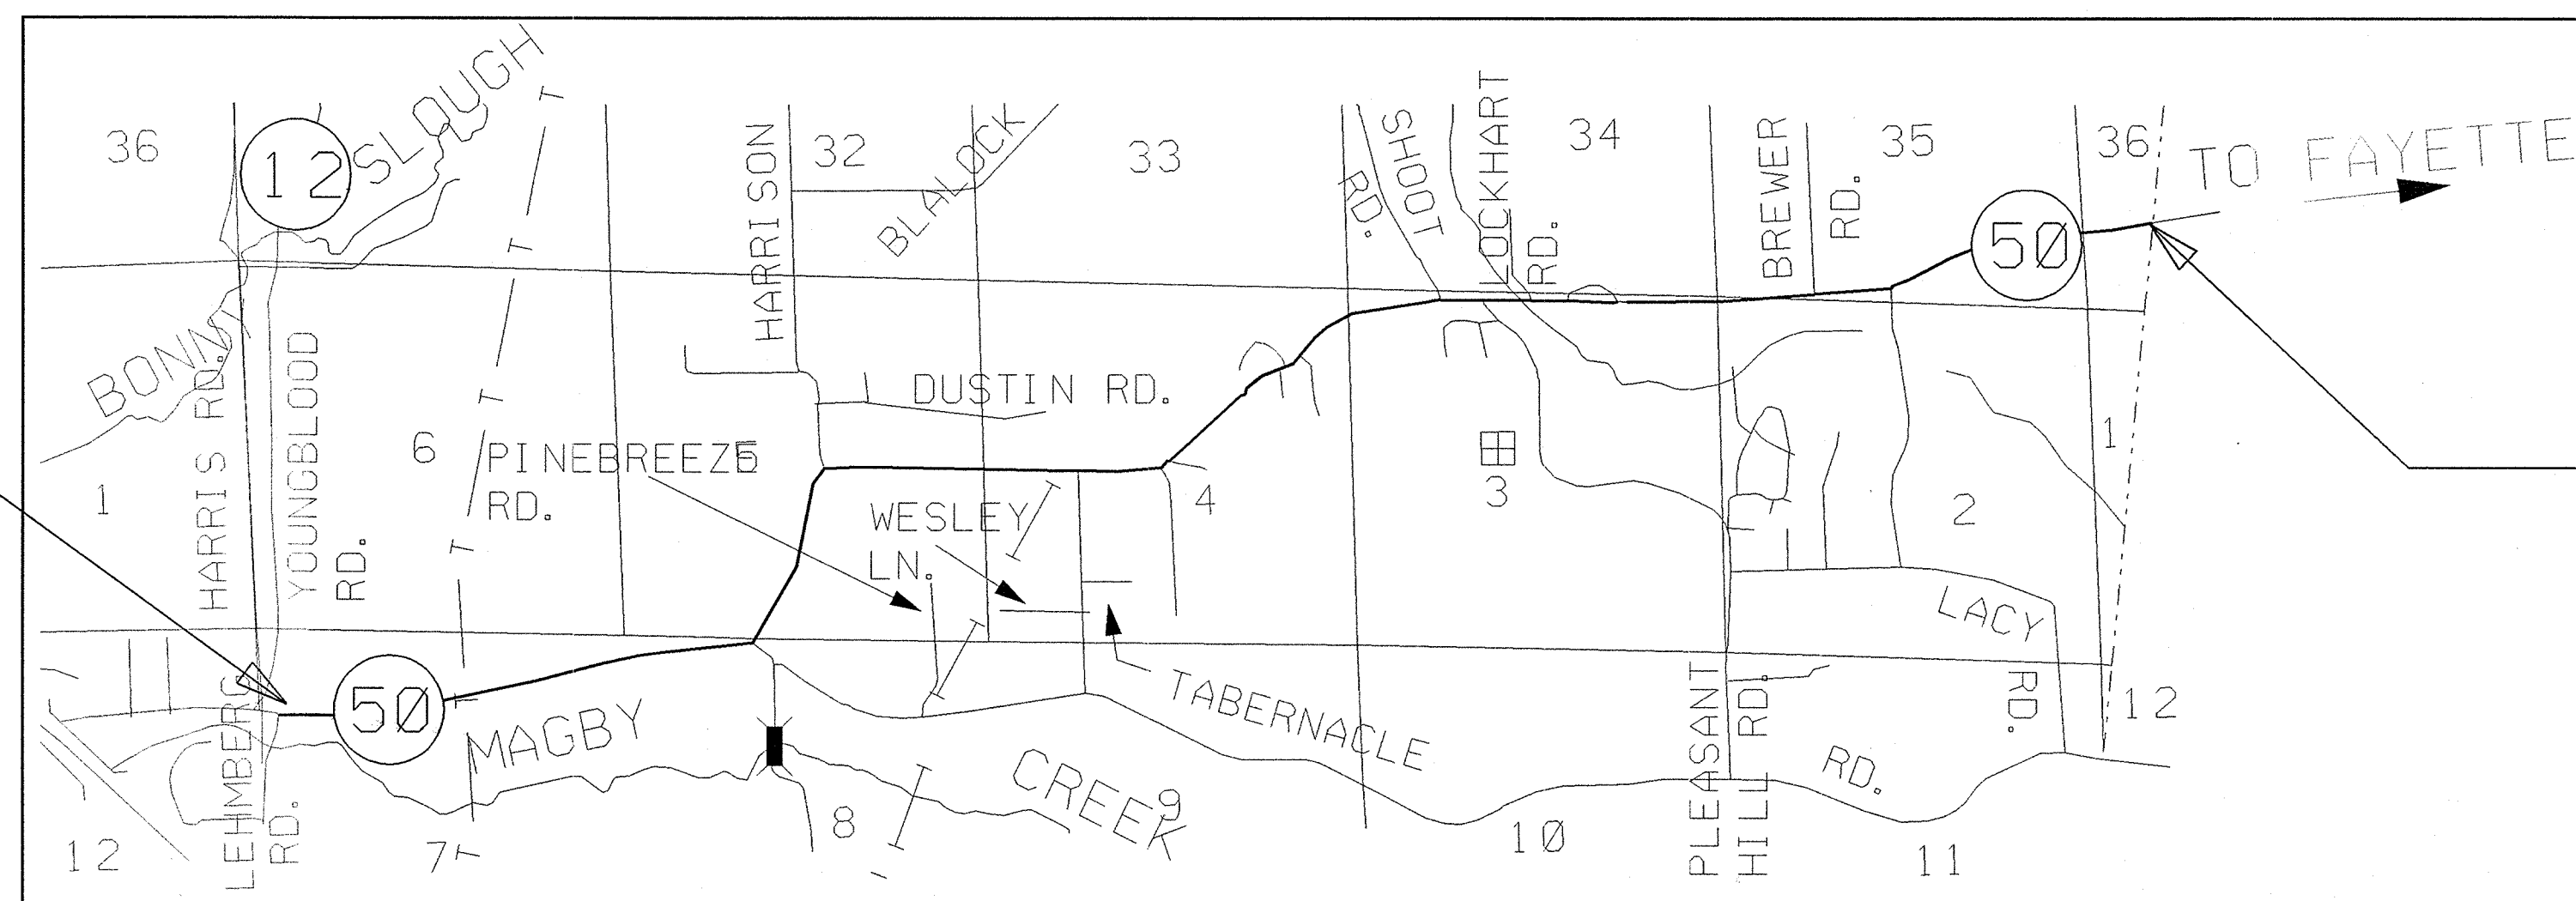 36
12
SLOUGH
BONNY
HARRIS RD.
YOUNGBLOOD
RD.
HARRISON
32
BLALOCK
33
SHOOT
RD.
LOCKHART
RD.
34
BREWER
RD.
35
36
50
TO FAYETTE
DUSTIN RD.
6
PINEBREEZE
RD.
5
1
WESLEY
LN.
4
3
2
1
LACY
RD.
50
MAGBY
CREEK
TABERNACLE
RD.
PLEASANT
HILL RD.
12
LEHMBERG
RD.
12
7
8
9
10
11